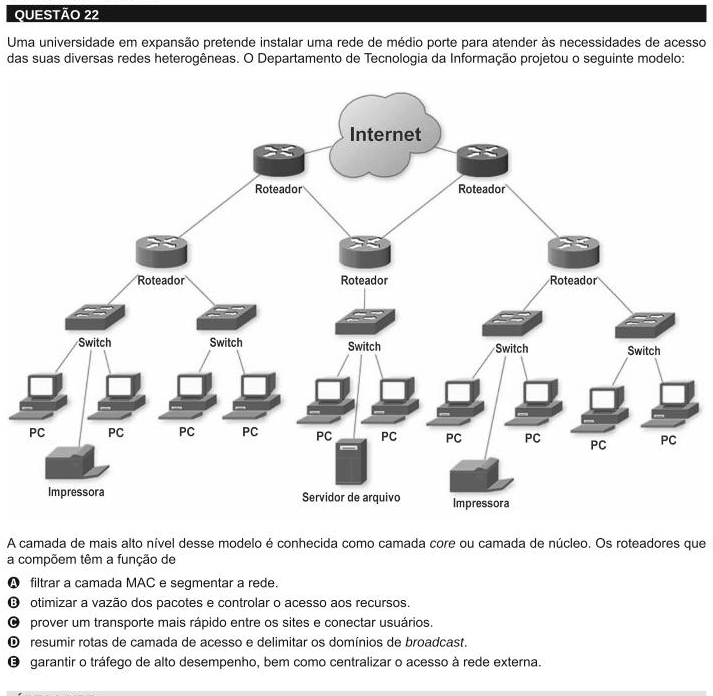 QUESTÃO 22
Uma universidade em expansão pretende instalar uma rede de médio porte para atender às necessidades de acesso
das suas diversas redes heterogêneas. O Departamento de Tecnologia da Informação projetou o seguinte modelo:
Internet
Roteador
Roteador
Roteador
Roteador
Roteador
Switch
Switch
Switch
Switch
Switch
PC
PC
PC
PC
PC
PC
PC
PC
PC
PC
Impressora
Servidor de arquivo
Impressora
A camada de mais alto nível desse modelo é conhecida como camada core ou camada de núcleo. Os roteadores que
a compõem têm a função de
A filtrar a camada MAC e segmentar a rede.
B otimizar a vazão dos pacotes e controlar o acesso aos recursos.
C prover um transporte mais rápido entre os sites e conectar usuários.
D resumir rotas de camada de acesso e delimitar os domínios de broadcast.
E garantir o tráfego de alto desempenho, bem como centralizar o acesso à rede externa.